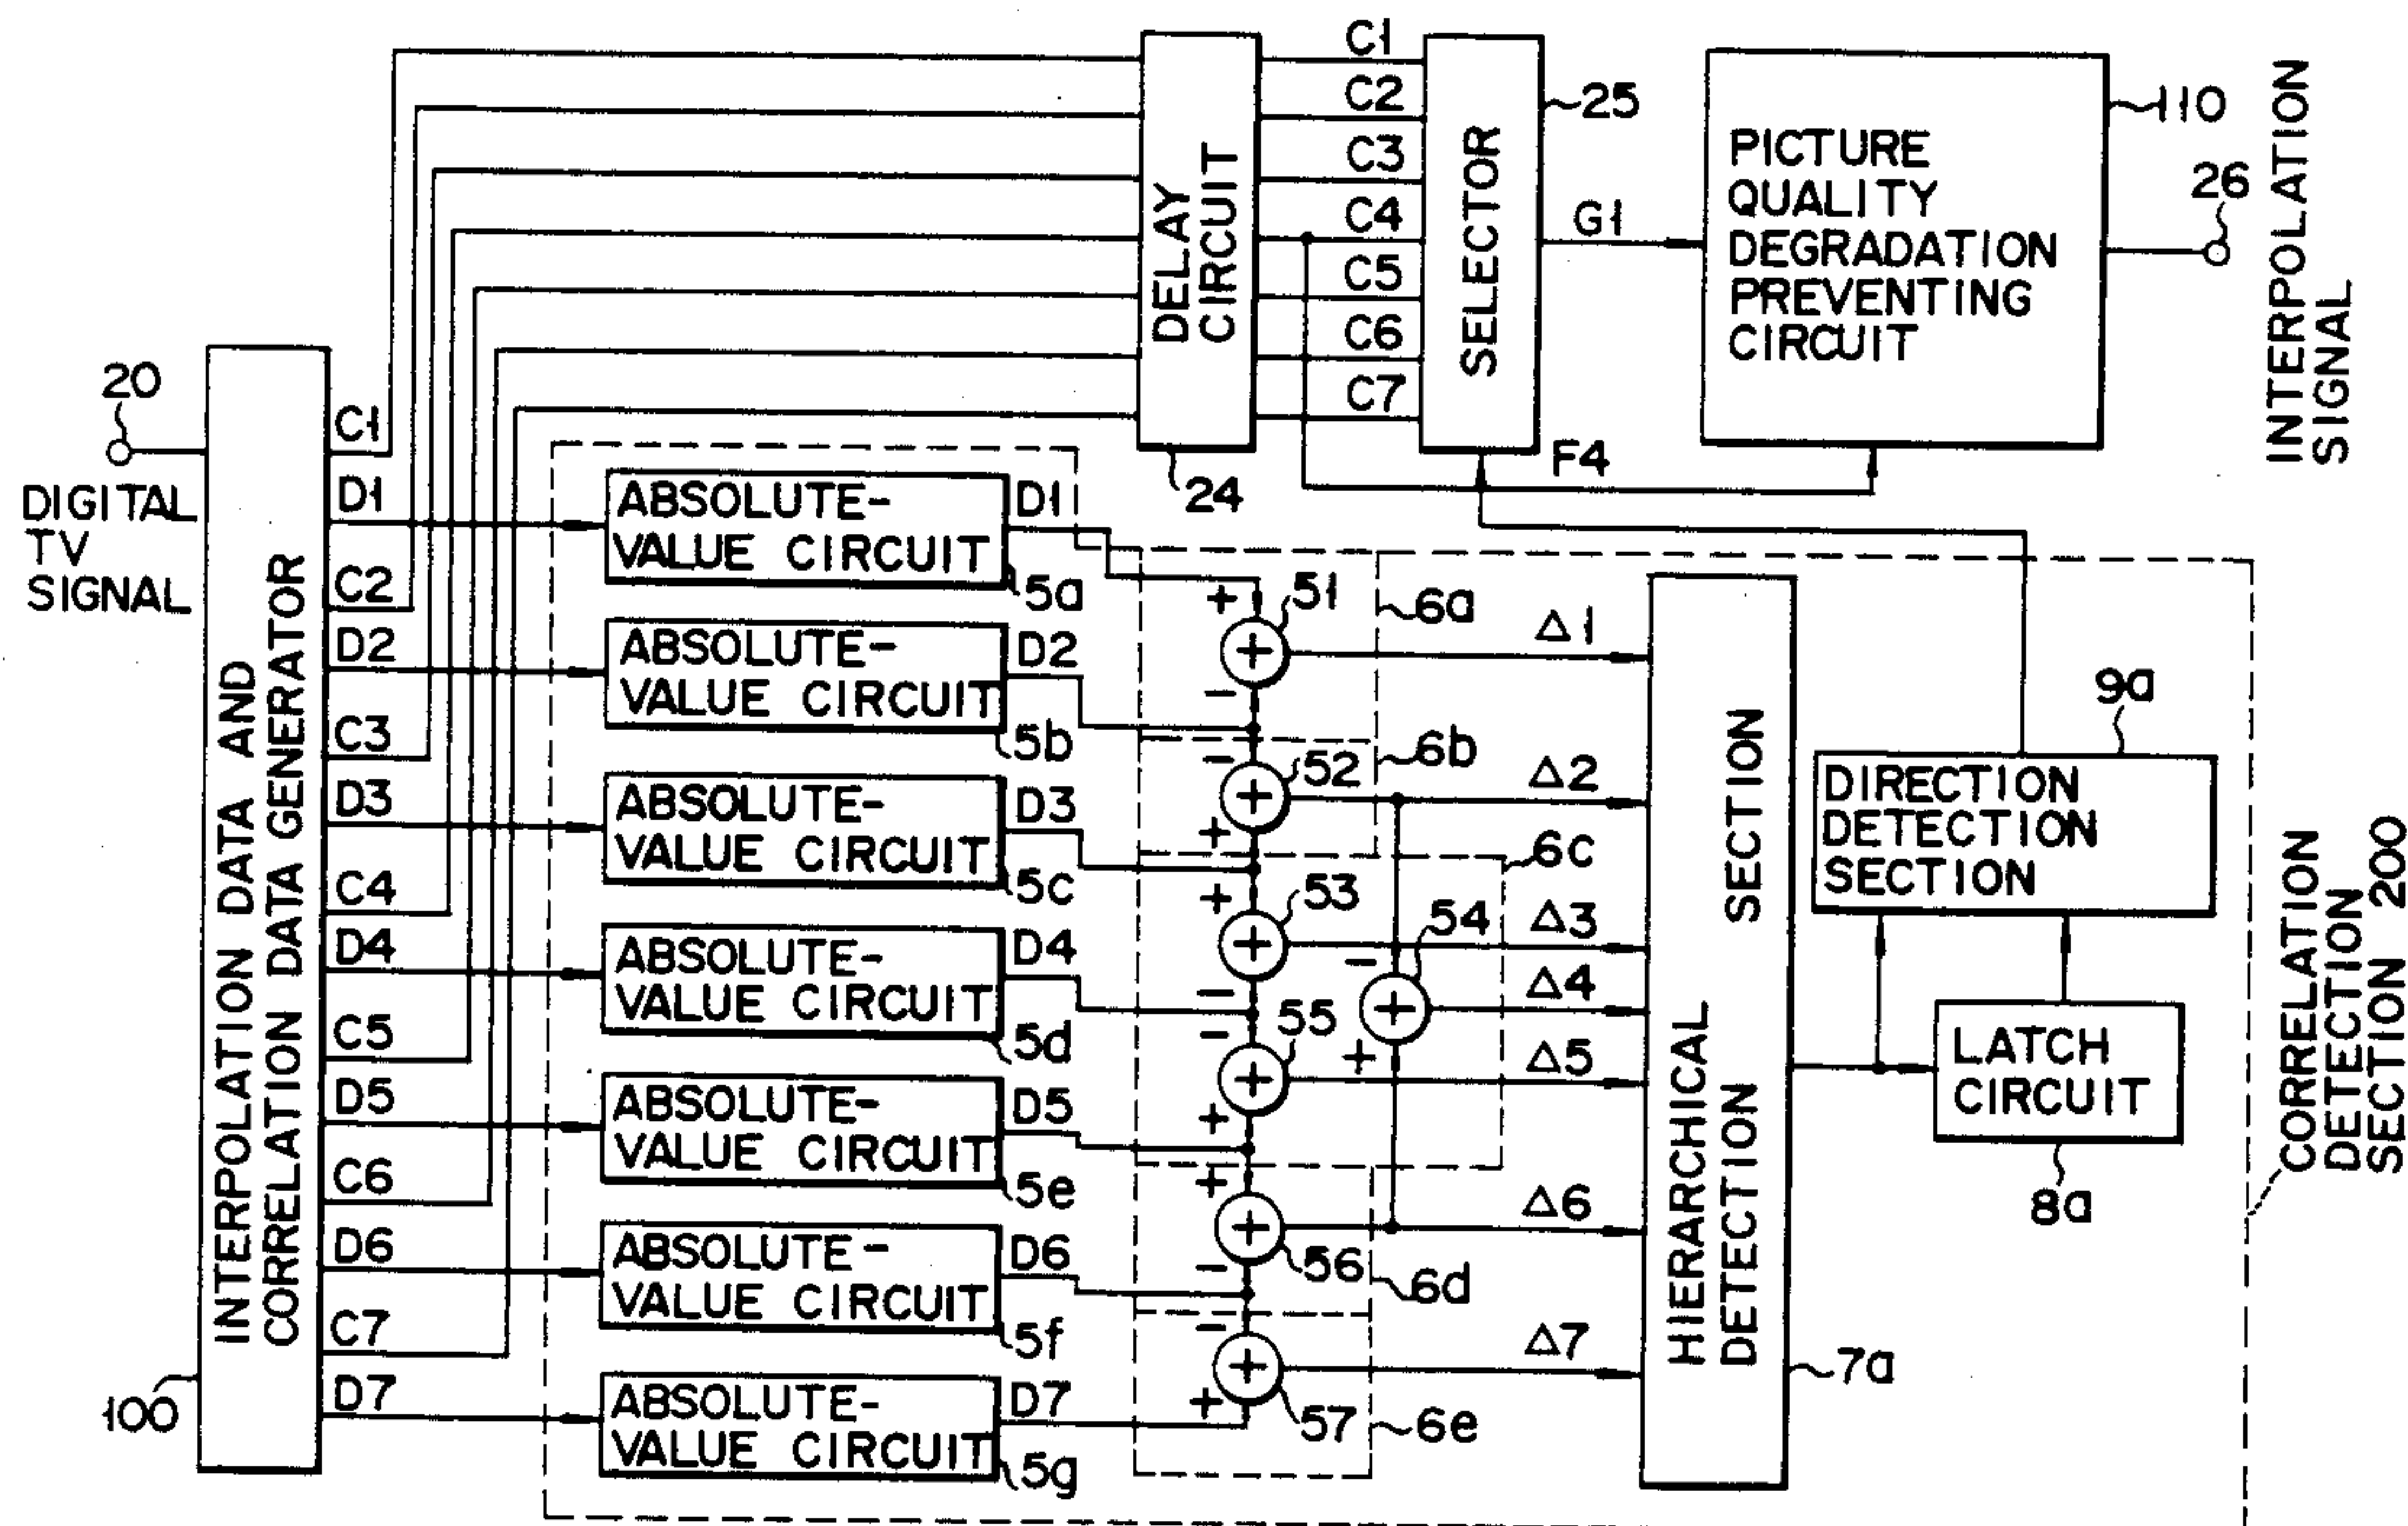 20
DIGITAL
TV
SIGNAL
100
INTERPOLATION DATA AND
CORRELATION DATA GENERATOR
C1
D1
C2
D2
C3
D3
C4
D4
C5
D5
C6
D6
C7
D7
ABSOLUTE-
VALUE CIRCUIT
5a
ABSOLUTE-
VALUE CIRCUIT
5b
ABSOLUTE-
VALUE CIRCUIT
5c
ABSOLUTE-
VALUE CIRCUIT
5d
ABSOLUTE-
VALUE CIRCUIT
5e
ABSOLUTE-
VALUE CIRCUIT
5f
ABSOLUTE-
VALUE CIRCUIT
5g
D1
D2
D3
D4
D5
D6
D7
DELAY
CIRCUIT
24
C1
C2
C3
C4
C5
C6
C7
SELECTOR
25
G1
F4
PICTURE
QUALITY
DEGRADATION
PREVENTING
CIRCUIT
110
26
INTERPOLATION
SIGNAL
+
+
51
−
6a
−
+
52
+
6b
+
+
53
−
6c
−
+
54
+
−
+
55
+
+
+
56
−
6d
−
+
57
+
6e
Δ1
Δ2
Δ3
Δ4
Δ5
Δ6
Δ7
HIERARCHICAL
DETECTION SECTION
7a
9a
DIRECTION
DETECTION
SECTION
LATCH
CIRCUIT
8a
CORRELATION
DETECTION
SECTION 200